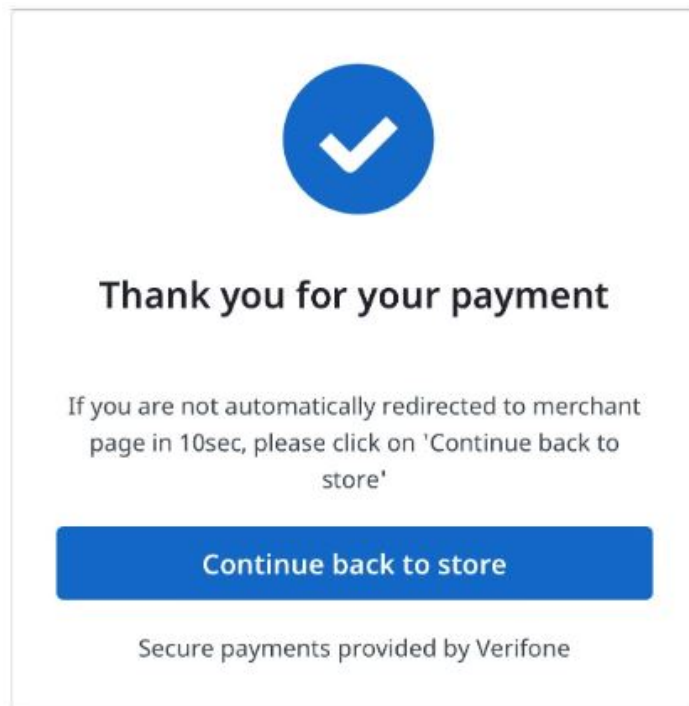 Thank you for your payment
If you are not automatically redirected to merchant
page in 10sec, please click on 'Continue back to
store'
Continue back to store
Secure payments provided by Verifone